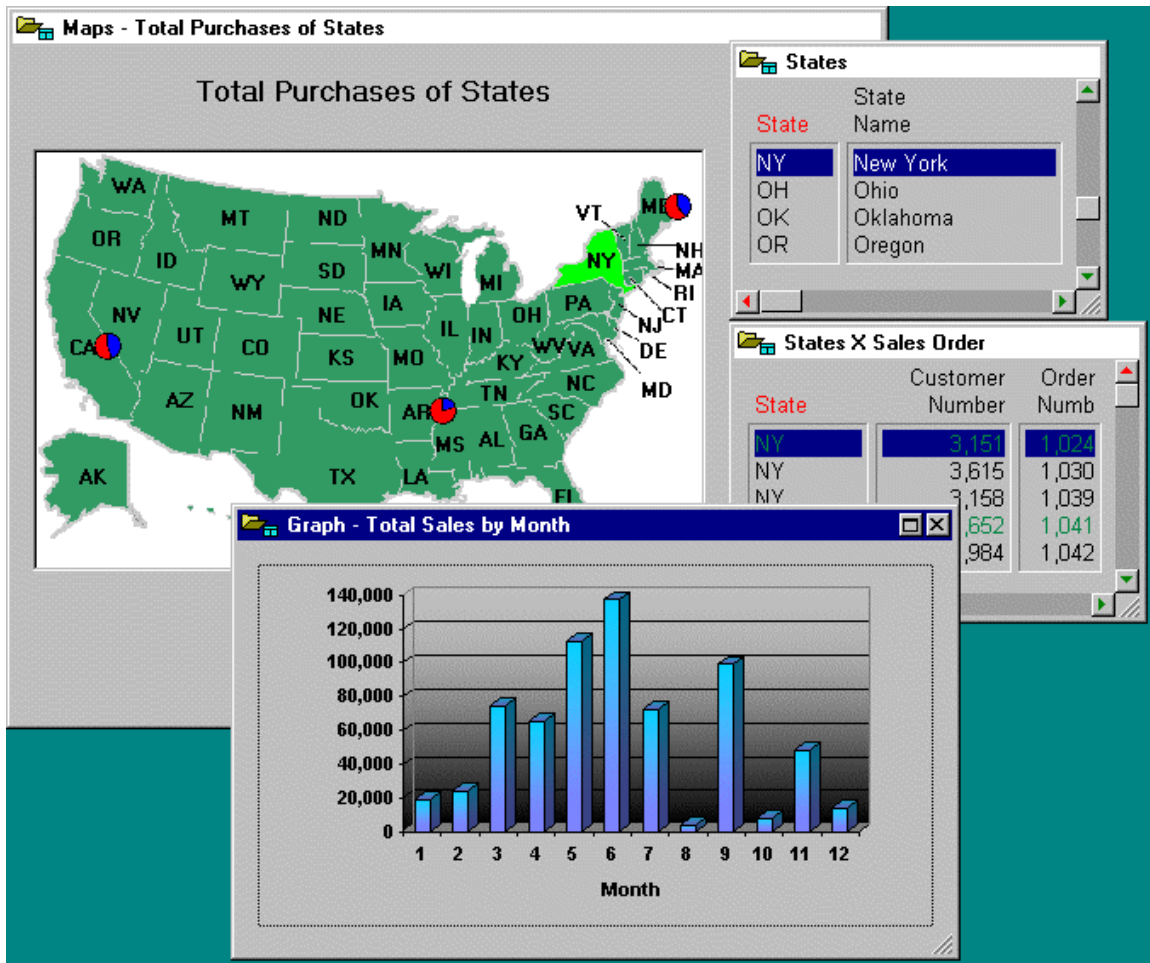 Maps - Total Purchases of States
Total Purchases of States
WA
MT
ND
MN
OR
ID
WY
SD
WI
MI
NY
VT
ME
NH
MA
RI
CT
NJ
DE
MD
NV
UT
CO
NE
IA
IL
IN
OH
PA
CA
KS
MO
KY
WV
VA
AZ
NM
OK
AR
TN
NC
SC
MS
AL
GA
AK
TX
LA
FL
States
State
State Name
NY New York
OH Ohio
OK Oklahoma
OR Oregon
States X Sales Order
Customer Order
State Number Numb
NY 3,151 1,024
NY 3,615 1,030
NY 3,158 1,039
,652 1,041
,984 1,042
Graph - Total Sales by Month
140,000
120,000
100,000
80,000
60,000
40,000
20,000
0
1 2 3 4 5 6 7 8 9 10 11 12
Month